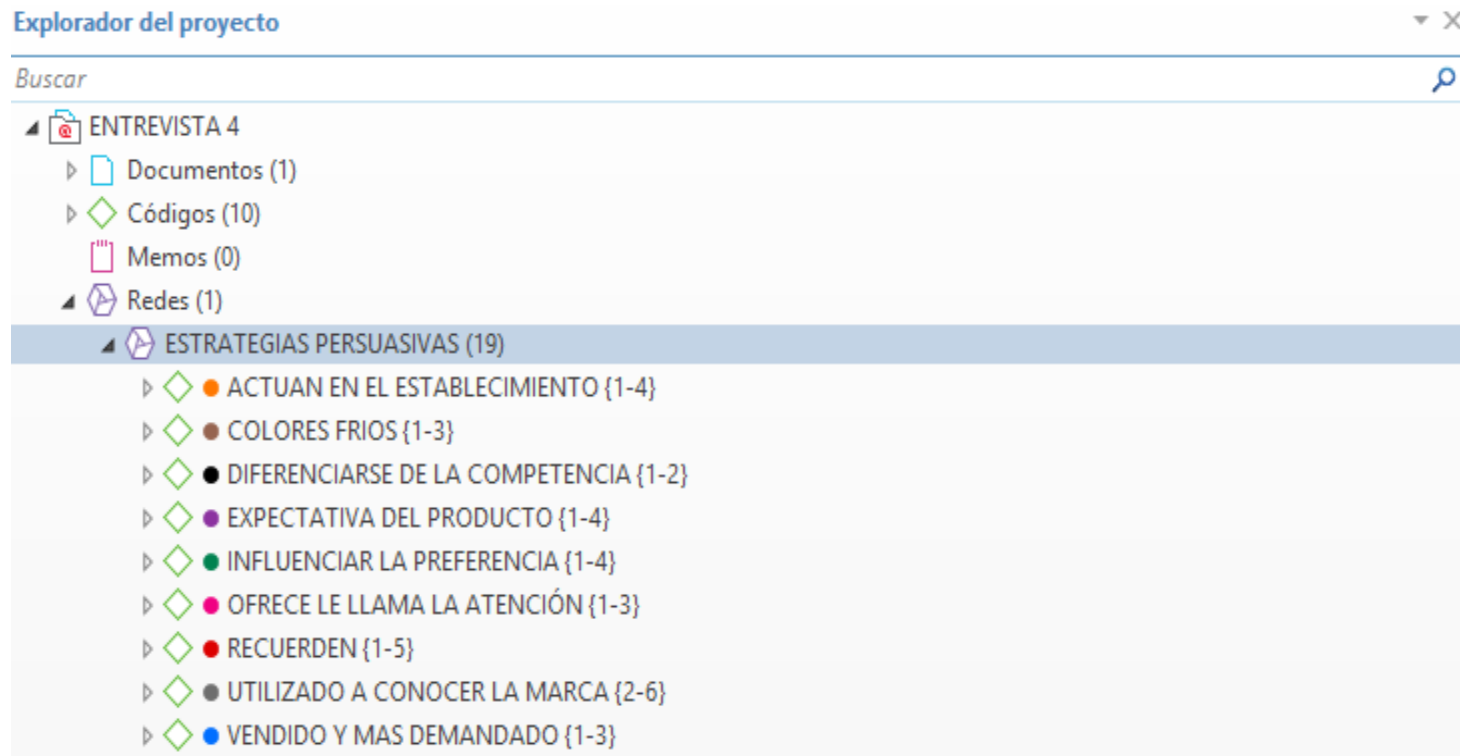 Explorador del proyecto
Buscar
ENTREVISTA 4
Documentos (1)
Códigos (10)
Memos (0)
Redes (1)
ESTRATEGIAS PERSUASIVAS (19)
ACTUAN EN EL ESTABLECIMIENTO {1-4}
COLORES FRIOS {1-3}
DIFERENCIARSE DE LA COMPETENCIA {1-2}
EXPECTATIVA DEL PRODUCTO {1-4}
INFLUENCIAR LA PREFERENCIA {1-4}
OFRECE LE LLAMA LA ATENCIÓN {1-3}
RECUERDEN {1-5}
UTILIZADO A CONOCER LA MARCA {2-6}
VENDIDO Y MAS DEMANDADO {1-3}